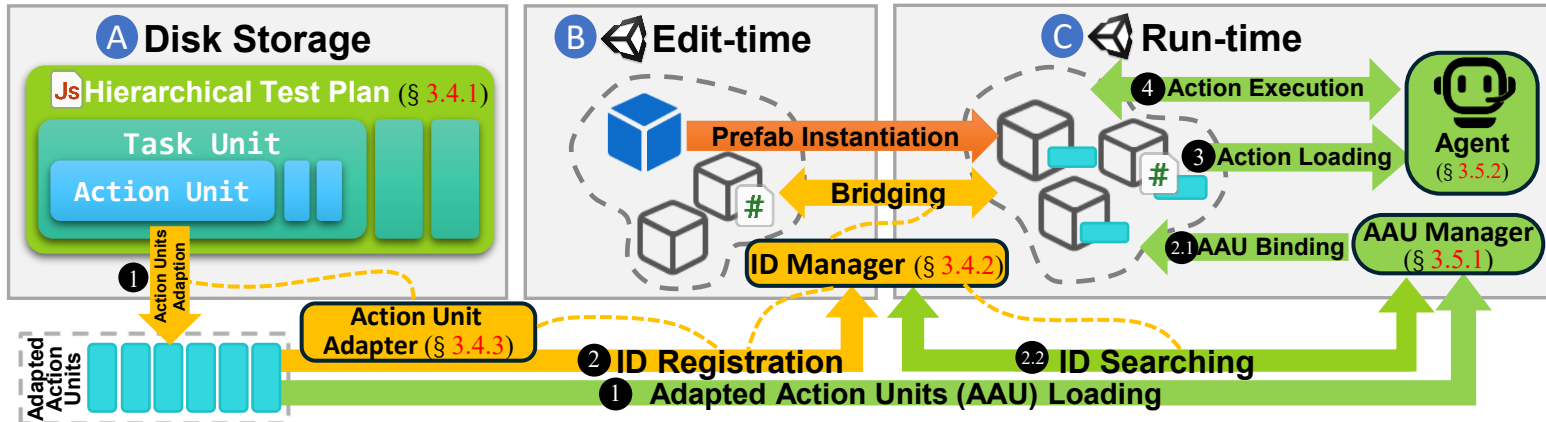 A Disk Storage
Js Hierarchical Test Plan (§ 3.4.1)
Task Unit
Action Unit
1
Action Units
Adaption
Adapted
Action
Units
Action Unit
Adapter (§ 3.4.3)
B Edit-time
#
Prefab Instantiation
Bridging
ID Manager (§ 3.4.2)
C Run-time
#
4 Action Execution
3 Action Loading
Agent
(§ 3.5.2)
2.1 AAU Binding
AAU Manager
(§ 3.5.1)
2 ID Registration
2.2 ID Searching
1 Adapted Action Units (AAU) Loading